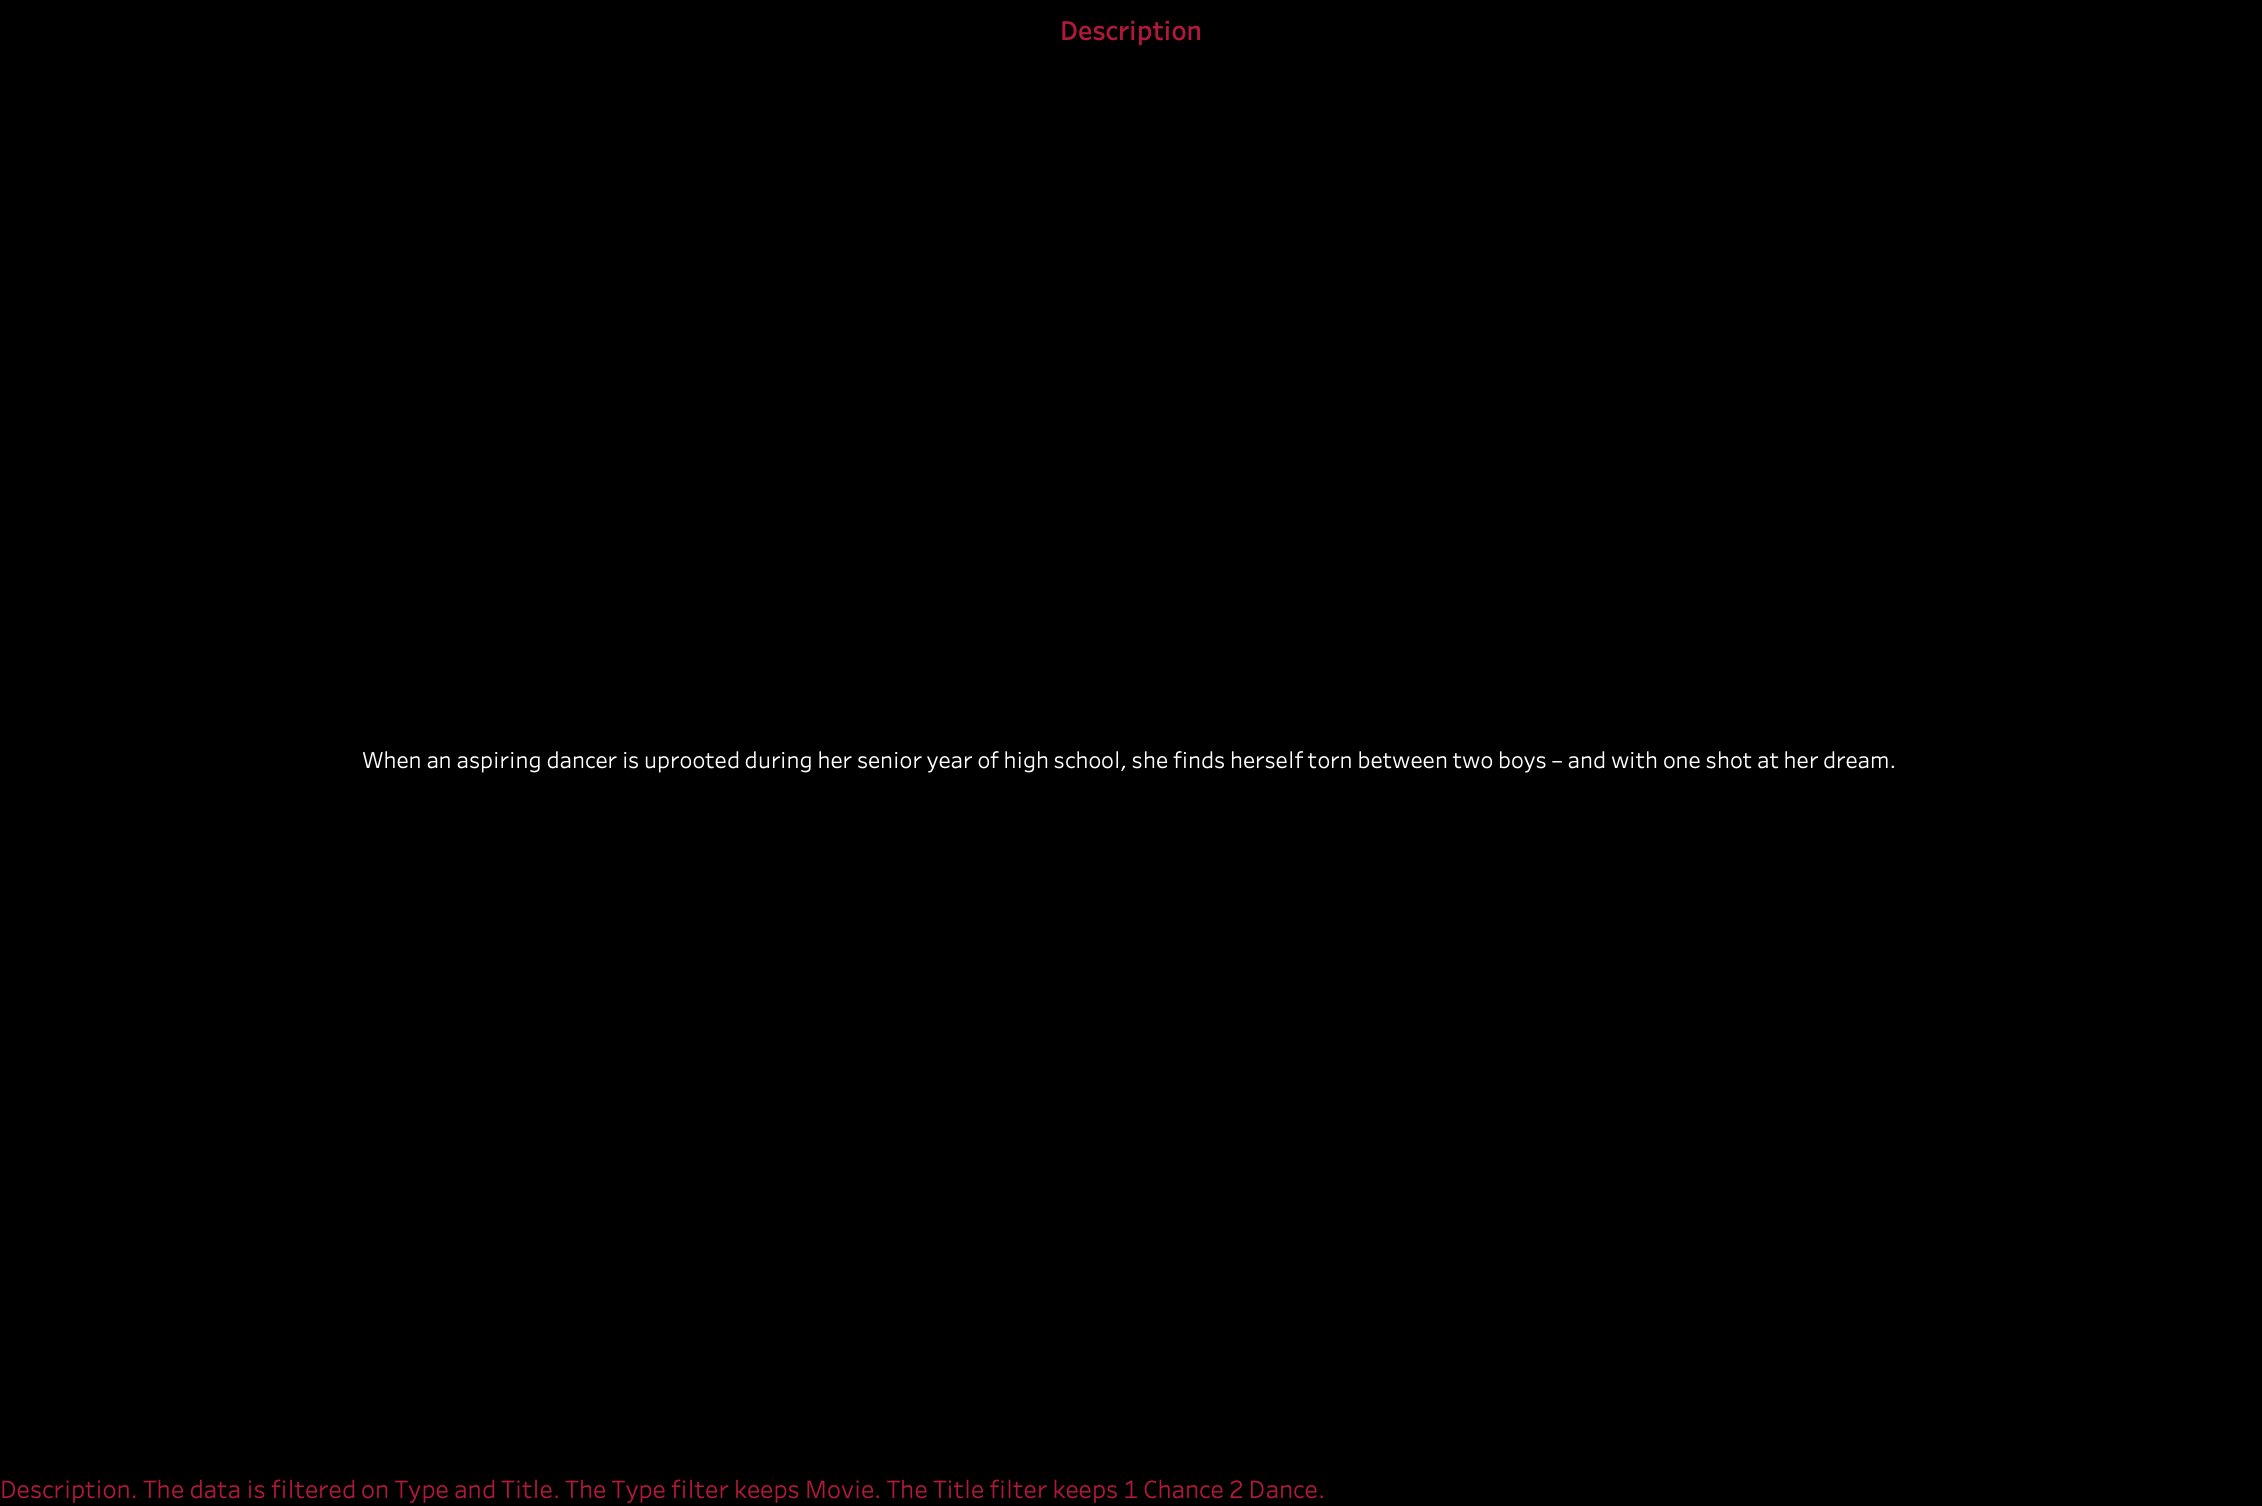 Description
When an aspiring dancer is uprooted during her senior year of high school, she finds herself torn between two boys – and with one shot at her dream.
Description. The data is filtered on Type and Title. The Type filter keeps Movie. The Title filter keeps 1 Chance 2 Dance.